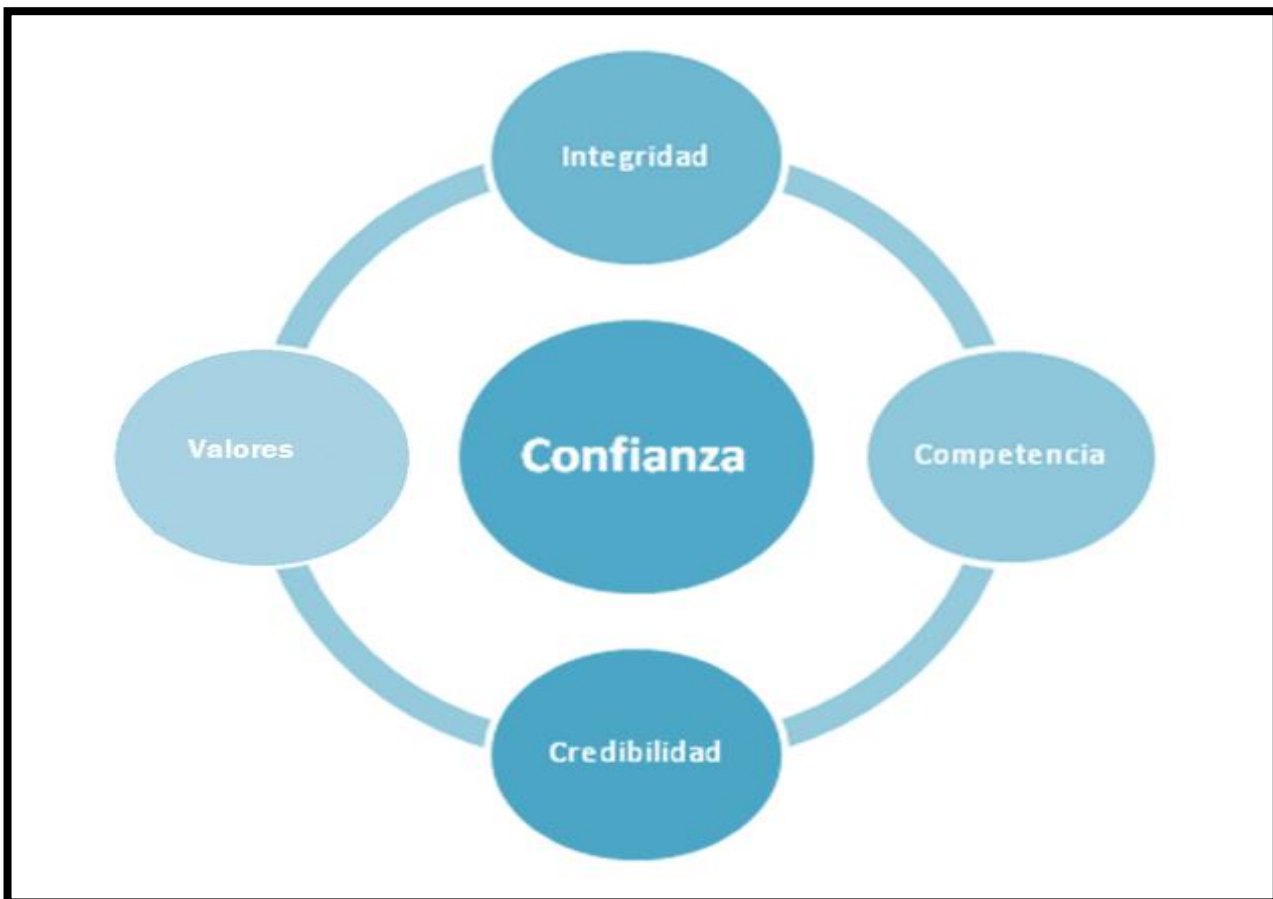 Integridad
Valores
Confianza
Competencia
Credibilidad